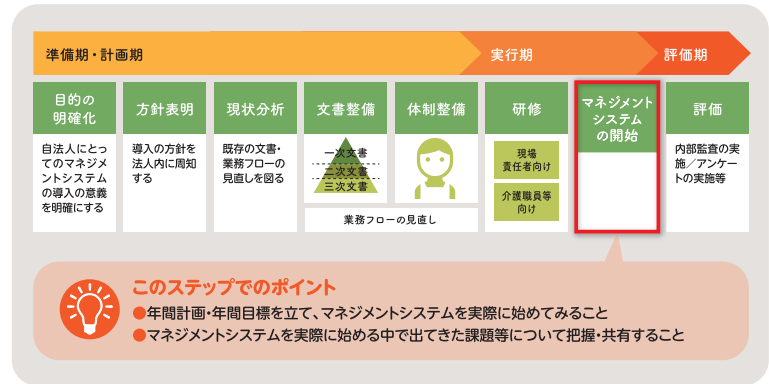 準備期・計画期
実行期
評価期
目的の
明確化
自法人にとっ
てのマネジメ
ントシステム
の導入の意義
を明確にする
方針表明
導入の方針を
法人内に周知
する
現状分析
既存の文書・
業務フローの
見直しを図る
文書整備
一次文書
二次文書
三次文書
体制整備
業務フローの見直し
研修
現場
責任者向け
介護職員等
向け
マネジメント
システム
の開始
評価
内部監査の実
施/アンケー
トの実施等
このステップでのポイント
●年間計画・年間目標を立て、マネジメントシステムを実際に始めてみること
●マネジメントシステムを実際に始める中で出てきた課題等について把握・共有すること